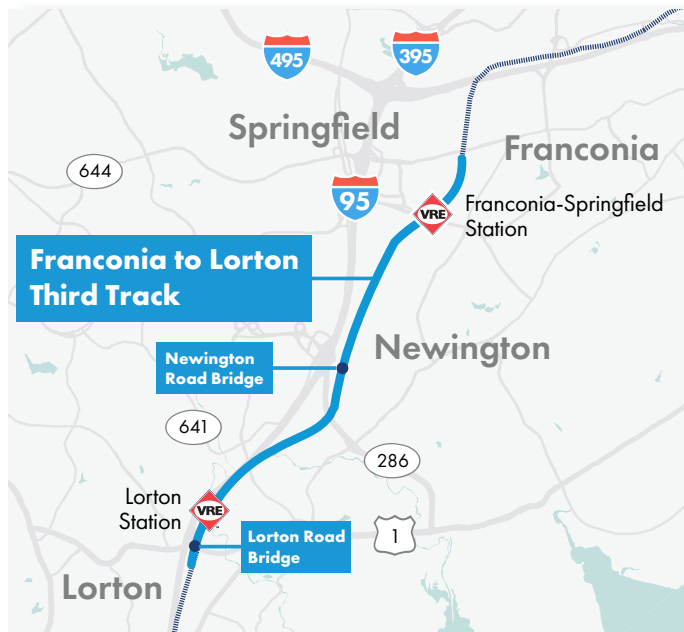 495
395
Springfield
Franconia
644
95
VRE
Franconia-Springfield
Station
Franconia to Lorton
Third Track
Newington
Newington
Road Bridge
641
286
Lorton
Station
VRE
Lorton Road
Bridge
1
Lorton